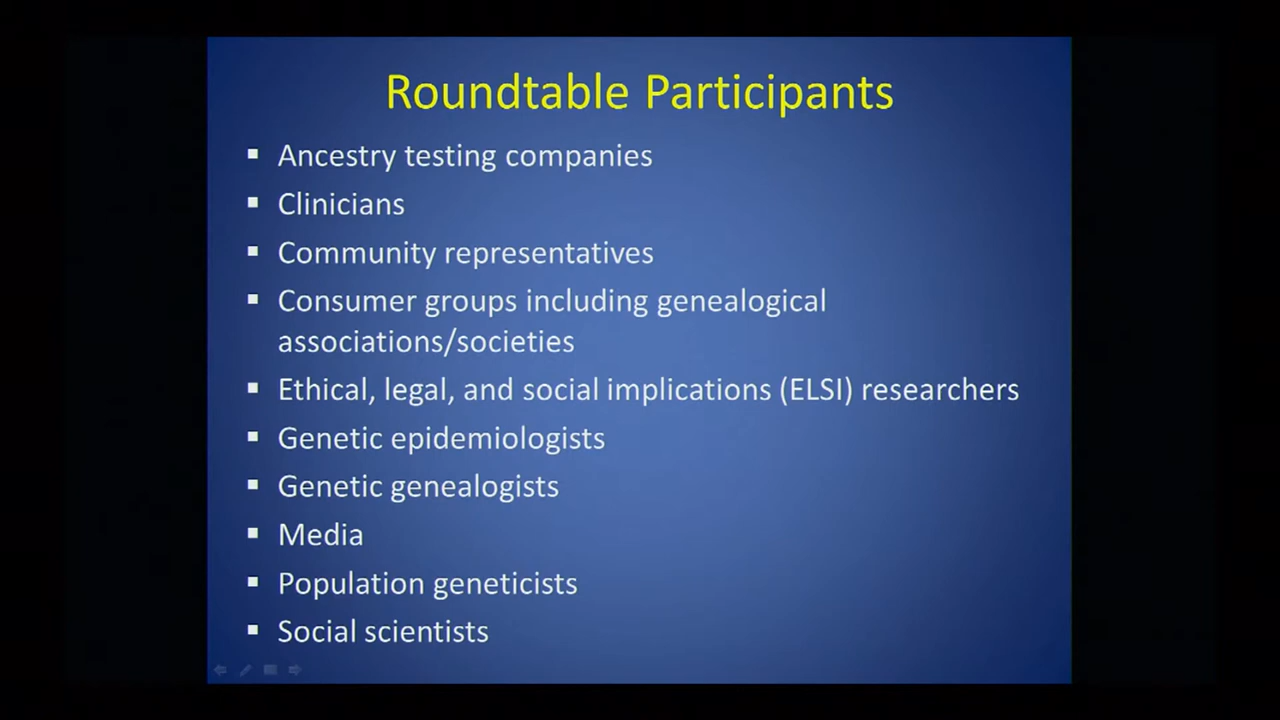 Roundtable Participants
▪ Ancestry testing companies
▪ Clinicians
▪ Community representatives
▪ Consumer groups including genealogical
associations/societies
▪ Ethical, legal, and social implications (ELSI) researchers
▪ Genetic epidemiologists
▪ Genetic genealogists
▪ Media
▪ Population geneticists
▪ Social scientists